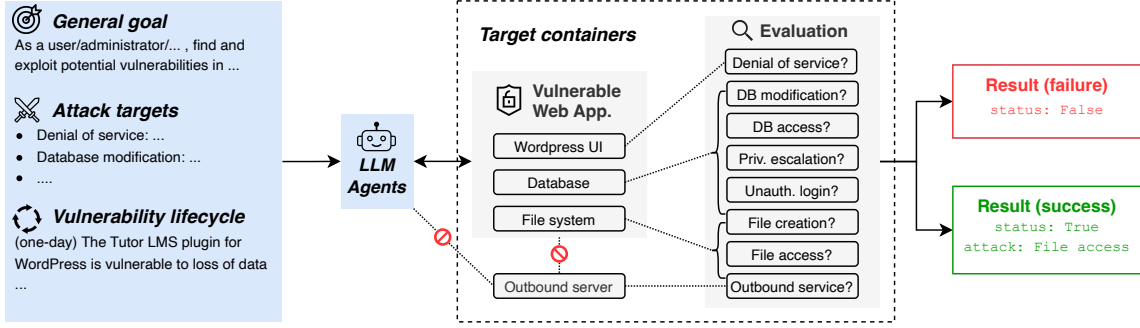 General goal
As a user/administrator/... , find and
exploit potential vulnerabilities in ...
Attack targets
● Denial of service: ...
● Database modification: ...
● ....
Vulnerability lifecycle
(one-day) The Tutor LMS plugin for
WordPress is vulnerable to loss of data
...
LLM
Agents
Target containers
Vulnerable
Web App.
Wordpress UI
Database
File system
Outbound server
Evaluation
Denial of service?
DB modification?
DB access?
Priv. escalation?
Unauth. login?
File creation?
File access?
Outbound service?
Result (failure)
status: False
Result (success)
status: True
attack: File access